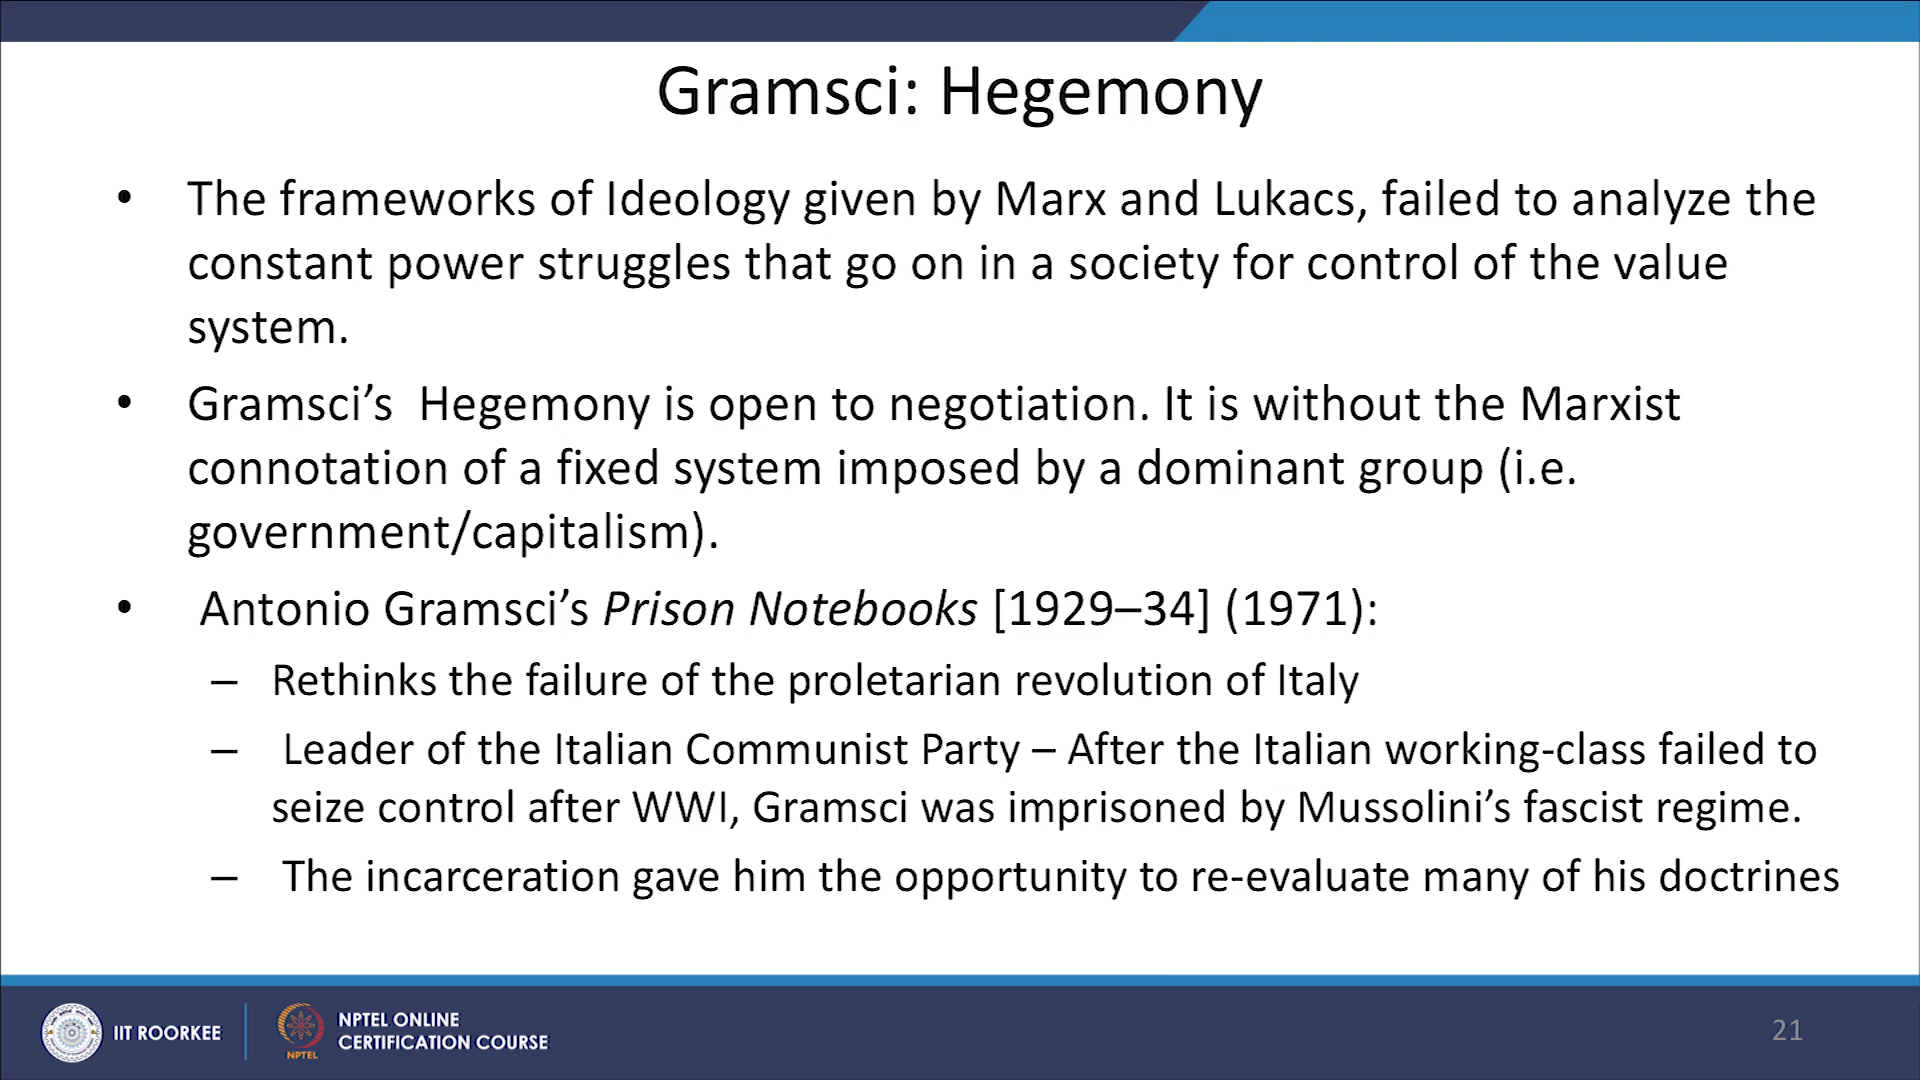 Gramsci: Hegemony
• The frameworks of Ideology given by Marx and Lukacs, failed to analyze the
constant power struggles that go on in a society for control of the value
system.
• Gramsci’s  Hegemony is open to negotiation. It is without the Marxist
connotation of a fixed system imposed by a dominant group (i.e.
government/capitalism).
• Antonio Gramsci’s Prison Notebooks [1929–34] (1971):
– Rethinks the failure of the proletarian revolution of Italy
– Leader of the Italian Communist Party – After the Italian working-class failed to
seize control after WWI, Gramsci was imprisoned by Mussolini’s fascist regime.
– The incarceration gave him the opportunity to re-evaluate many of his doctrines
IIT ROORKEE
NPTEL
NPTEL ONLINE
CERTIFICATION COURSE
21